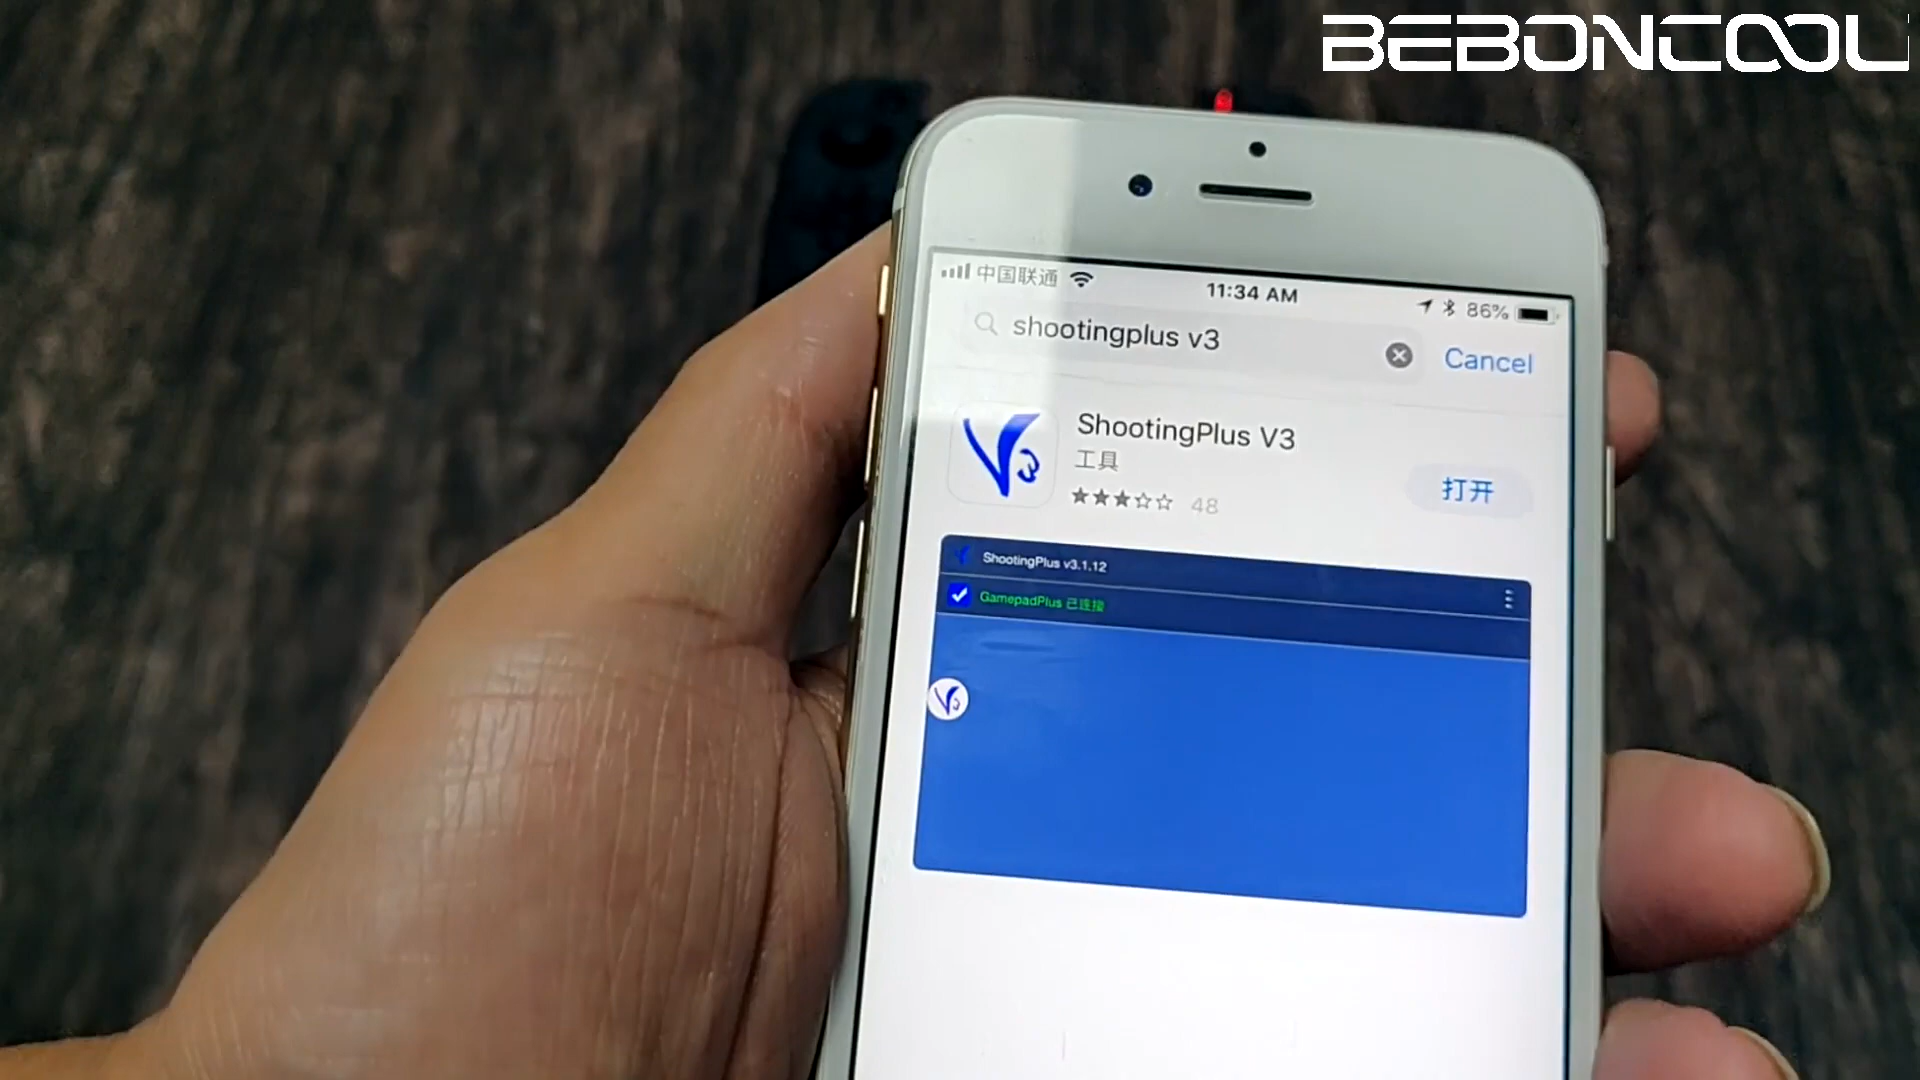 BEBONCOOL
中国联通 11:34 AM 86%
shootingplus v3 Cancel
ShootingPlus V3
工具
48
打开
ShootingPlus v3.1.12
GamepadPlus 已连接